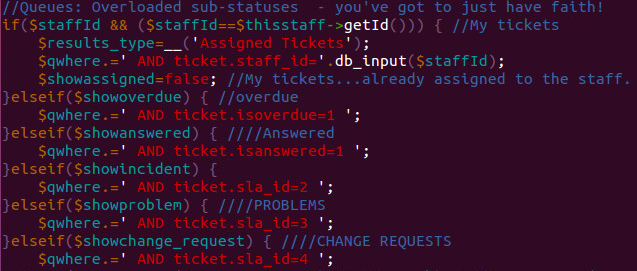 //Queues: Overloaded sub-statuses  - you've got to just have faith!
if($staffId && ($staffId==$thisstaff->getId())) { //My tickets
    $results_type=__('Assigned Tickets');
    $qwhere.=' AND ticket.staff_id='.db_input($staffId);
    $showassigned=false; //My tickets...already assigned to the staff.
}elseif($showoverdue) { //overdue
    $qwhere.=' AND ticket.isoverdue=1 ';
}elseif($showanswered) { ////Answered
    $qwhere.=' AND ticket.isanswered=1 ';
}elseif($showincident) {
    $qwhere.=' AND ticket.sla_id=2 ';
}elseif($showproblem) { ////PROBLEMS
    $qwhere.=' AND ticket.sla_id=3 ';
}elseif($showchange_request) { ////CHANGE REQUESTS
    $qwhere.=' AND ticket.sla_id=4 ';